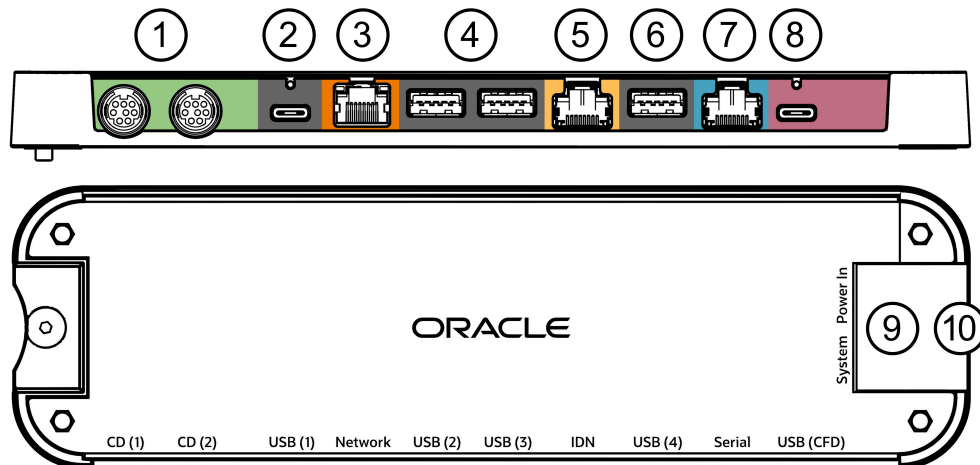 1 2 3 4 5 6 7 8
ORACLE
System Power In
9 10
CD (1) CD (2) USB (1) Network USB (2) USB (3) IDN USB (4) Serial USB (CFD)